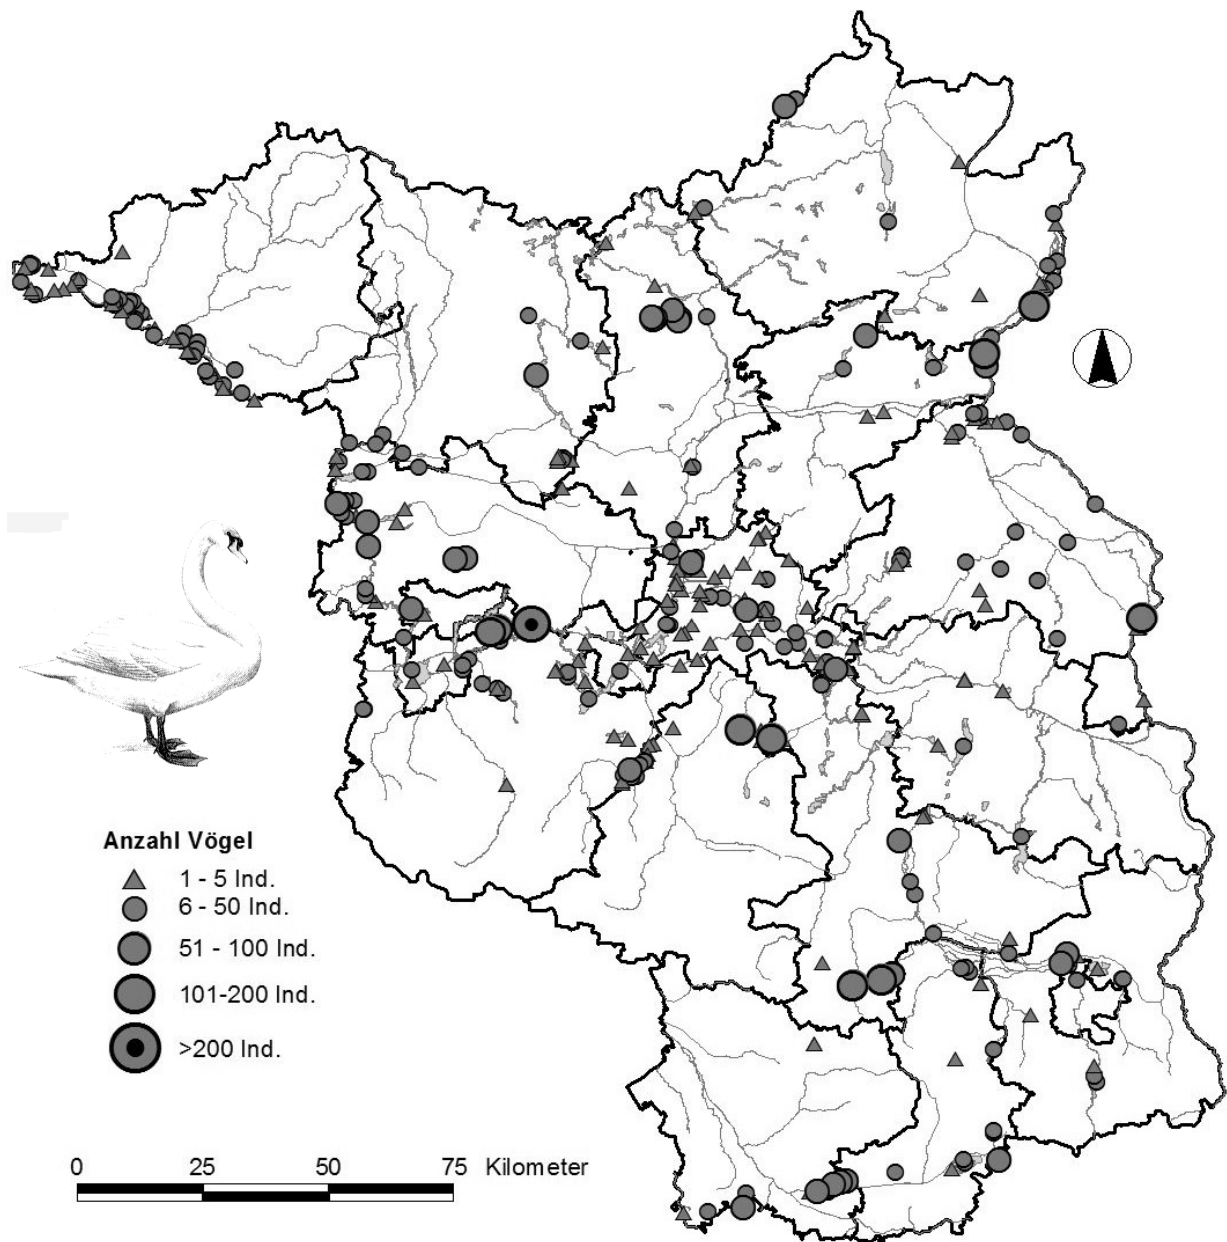 Anzahl Vögel
1 - 5 Ind.
6 - 50 Ind.
51 - 100 Ind.
101-200 Ind.
>200 Ind.
0 25 50 75 Kilometer